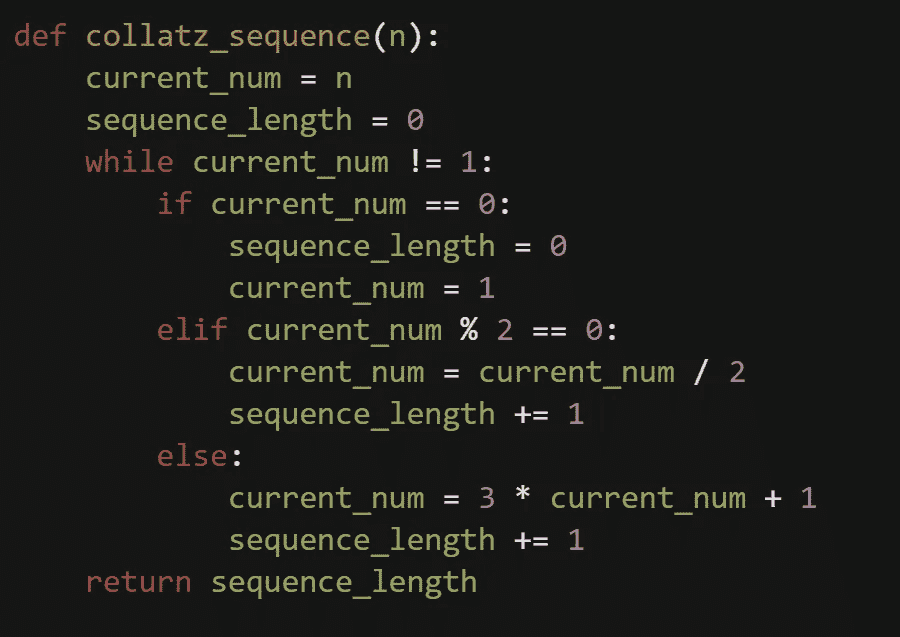 def collatz_sequence(n):
    current_num = n
    sequence_length = 0
    while current_num != 1:
        if current_num == 0:
            sequence_length = 0
            current_num = 1
        elif current_num % 2 == 0:
            current_num = current_num / 2
            sequence_length += 1
        else:
            current_num = 3 * current_num + 1
            sequence_length += 1
    return sequence_length